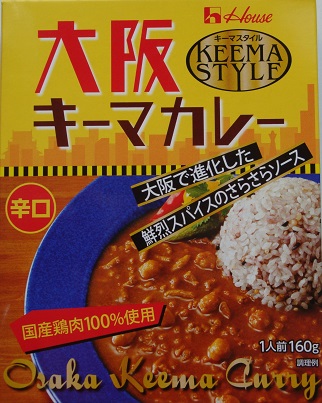 House
キーマスタイル
KEEMA
STYLE
大阪
キーマカレー
大阪で進化した
鮮烈スパイスのさらさらソース
辛口
国産鶏肉100%使用
1人前160g
調理例
Osaka Keema Curry